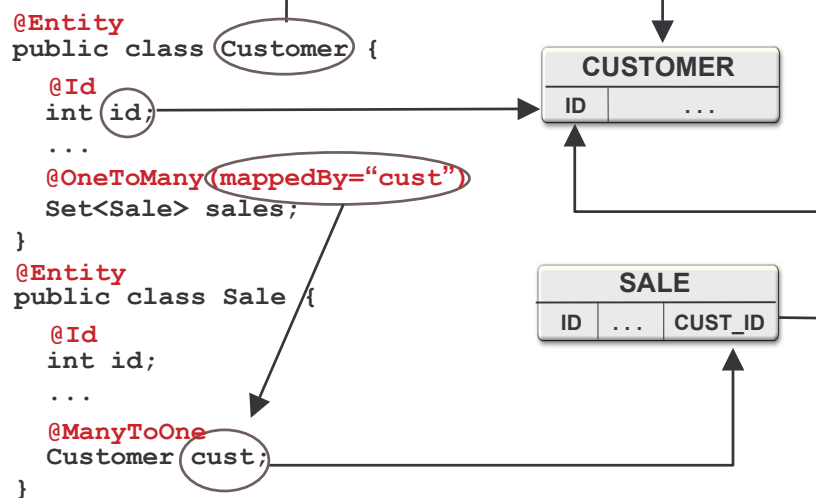 @Entity
public class Customer {
@Id
int id;
...
@OneToMany(mappedBy=“cust”)
Set<Sale> sales;
}
@Entity
public class Sale {
@Id
int id;
...
@ManyToOne
Customer cust;
}
CUSTOMER
ID ...
SALE
ID ... CUST_ID